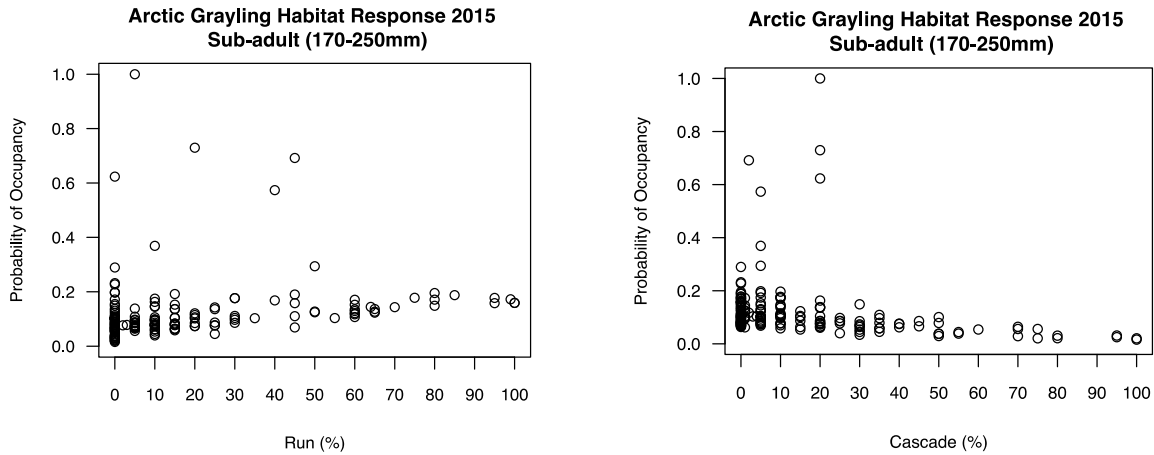 Arctic Grayling Habitat Response 2015
Sub-adult (170-250mm)
Probability of Occupancy
1.0
0.8
0.6
0.4
0.2
0.0
0 10 20 30 40 50 60 70 80 90 100
Run (%)
Arctic Grayling Habitat Response 2015
Sub-adult (170-250mm)
Probability of Occupancy
1.0
0.8
0.6
0.4
0.2
0.0
0 10 20 30 40 50 60 70 80 90 100
Cascade (%)